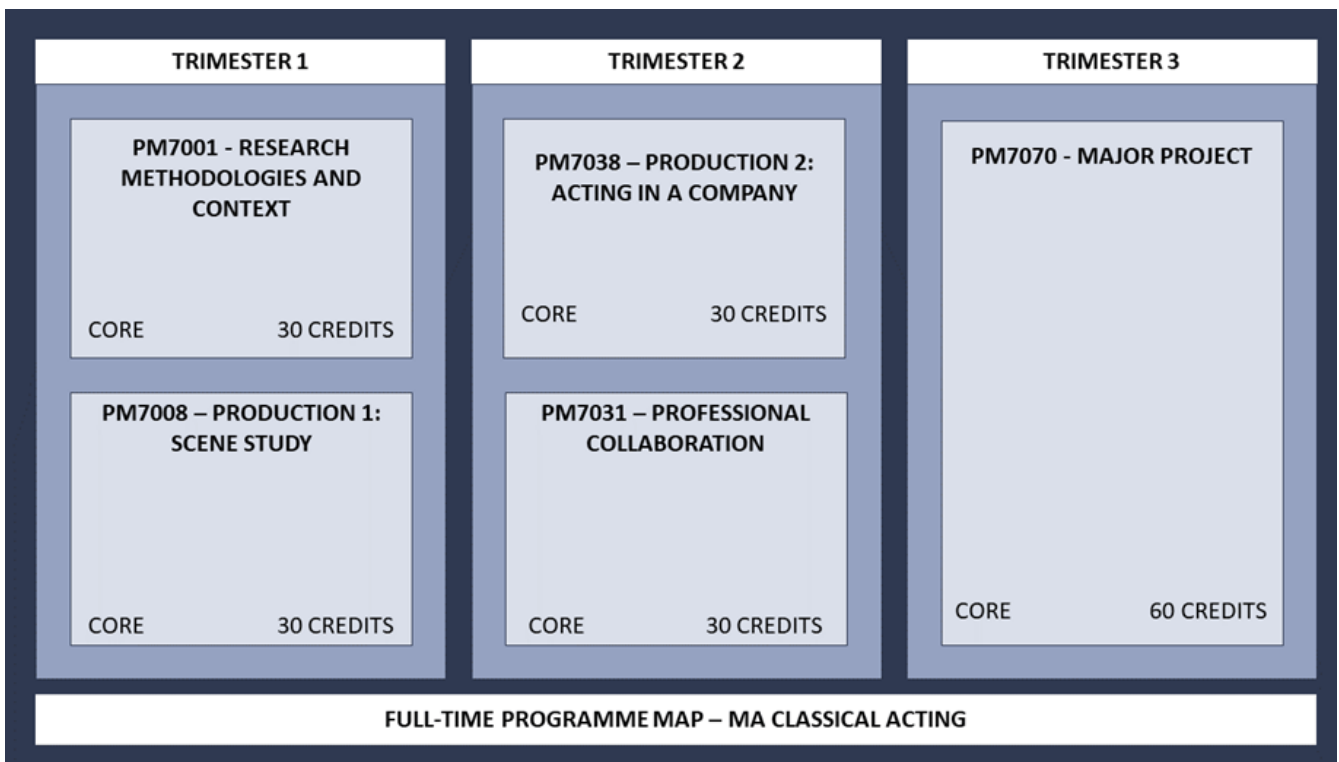 TRIMESTER 1
PM7001 - RESEARCH
METHODOLOGIES AND
CONTEXT
CORE 30 CREDITS
PM7008 – PRODUCTION 1:
SCENE STUDY
CORE 30 CREDITS
TRIMESTER 2
PM7038 – PRODUCTION 2:
ACTING IN A COMPANY
CORE 30 CREDITS
PM7031 – PROFESSIONAL
COLLABORATION
CORE 30 CREDITS
TRIMESTER 3
PM7070 - MAJOR PROJECT
CORE 60 CREDITS
FULL-TIME PROGRAMME MAP – MA CLASSICAL ACTING